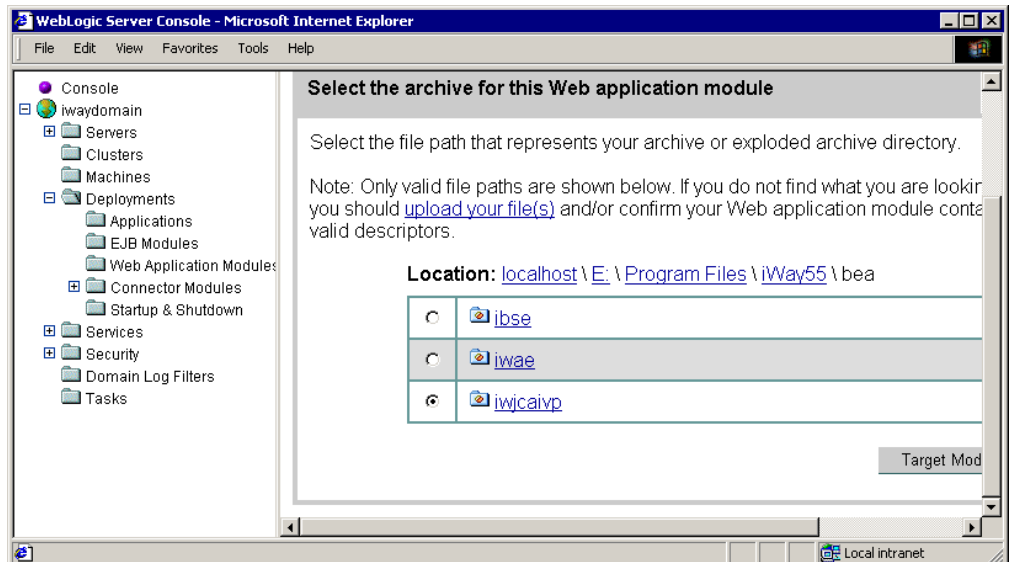 WebLogic Server Console - Microsoft Internet Explorer
File Edit View Favorites Tools Help
Console
iwaydomain
Servers
Clusters
Machines
Deployments
Applications
EJB Modules
Web Application Modules
Connector Modules
Startup & Shutdown
Services
Security
Domain Log Filters
Tasks
Select the archive for this Web application module
Select the file path that represents your archive or exploded archive directory.
Note: Only valid file paths are shown below. If you do not find what you are lookin
you should upload your file(s) and/or confirm your Web application module conta
valid descriptors.
Location: localhost \ E: \ Program Files \ iWay55 \ bea
ibse
iwae
iwjcaivp
Target Mod
Local intranet